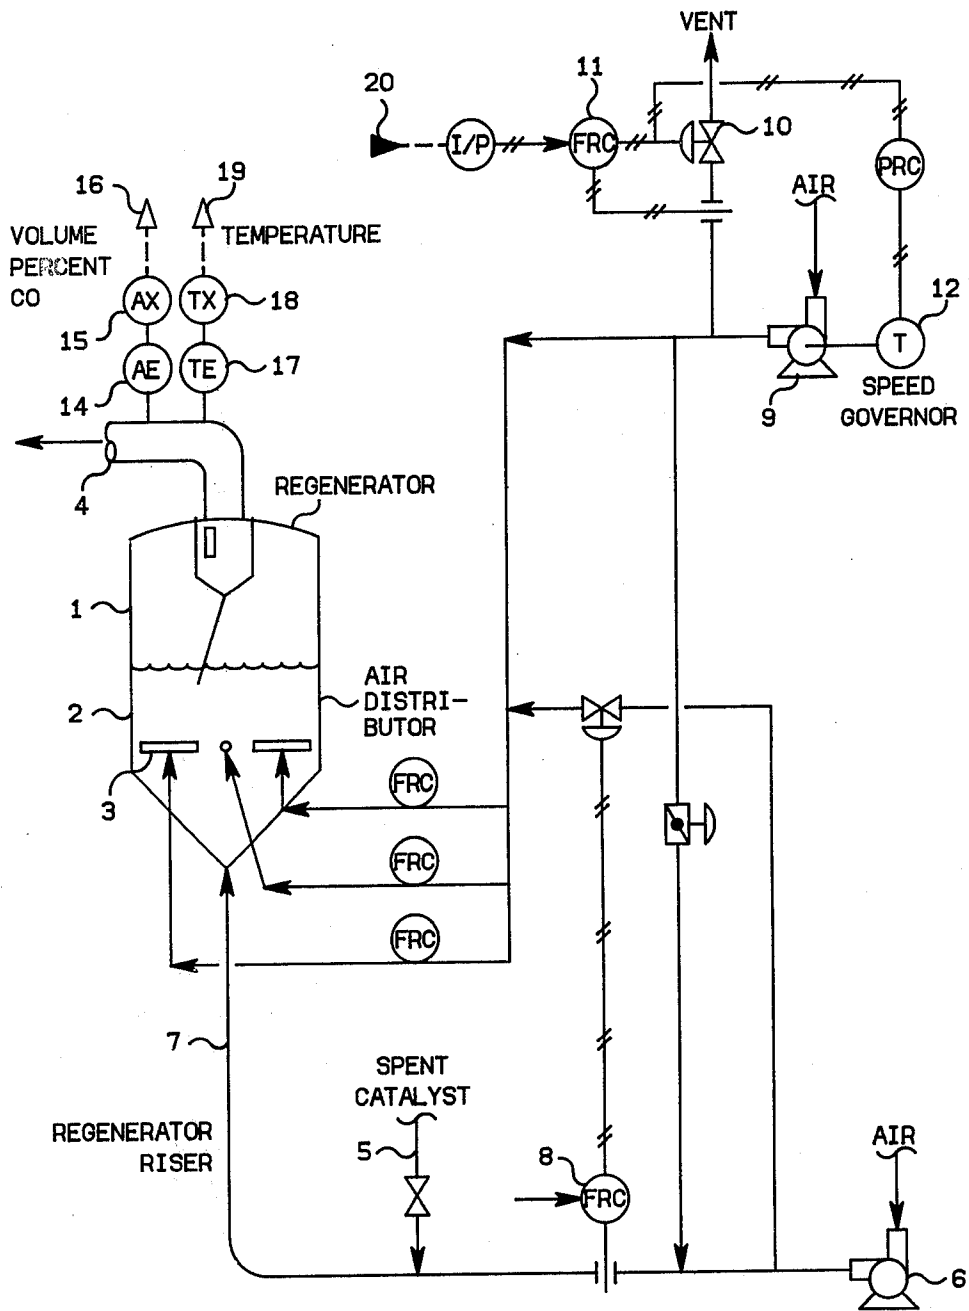 VENT
11
20
10
I/P
FRC
PRC
19
16
AIR
VOLUME
PERCENT
CO
TEMPERATURE
AX
TX
18
12
15
AE
TE
17
T
14
9
SPEED
GOVERNOR
4
REGENERATOR
1
AIR
DISTRI-
BUTOR
2
3
FRC
FRC
FRC
7
SPENT
CATALYST
REGENERATOR
RISER
5
8
AIR
FRC
6